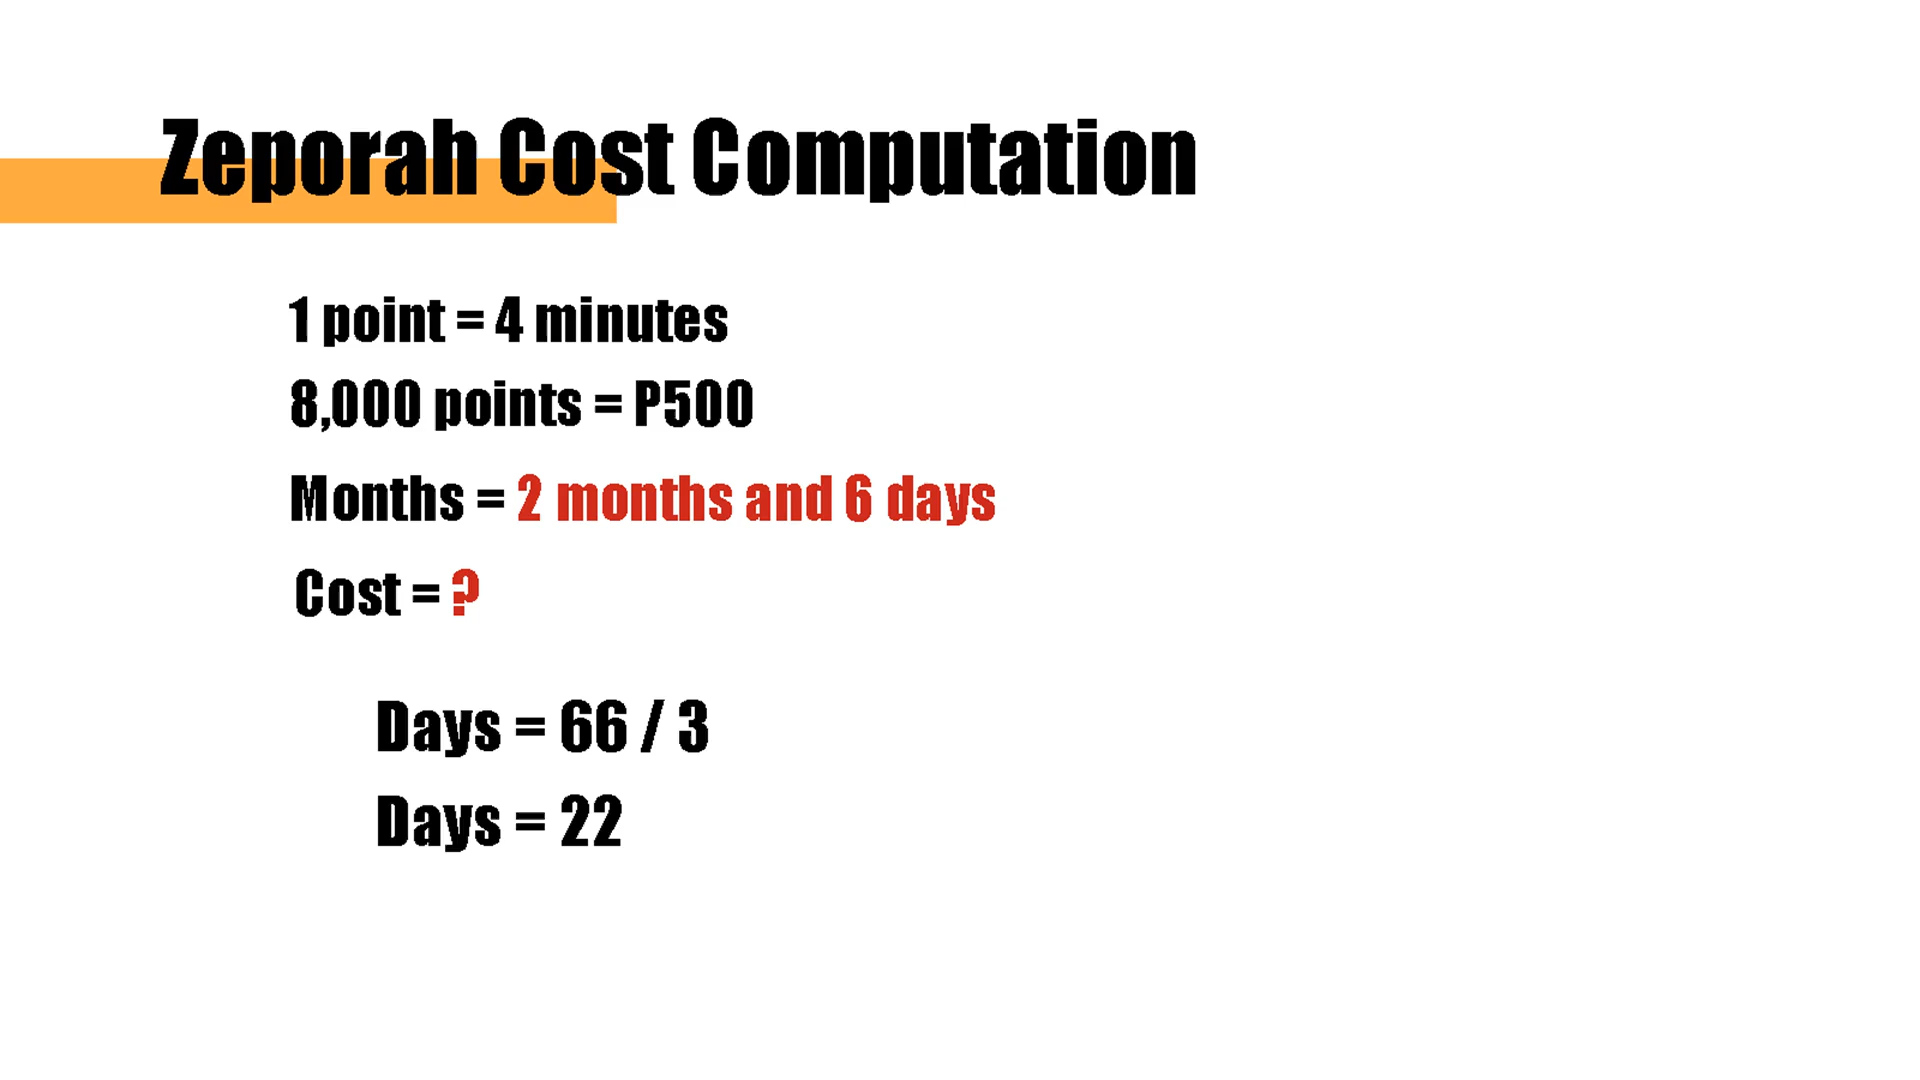 Zeporah Cost Computation
1 point = 4 minutes
8,000 points = P500
Months = 2 months and 6 days
Cost = ?
Days = 66 / 3
Days = 22